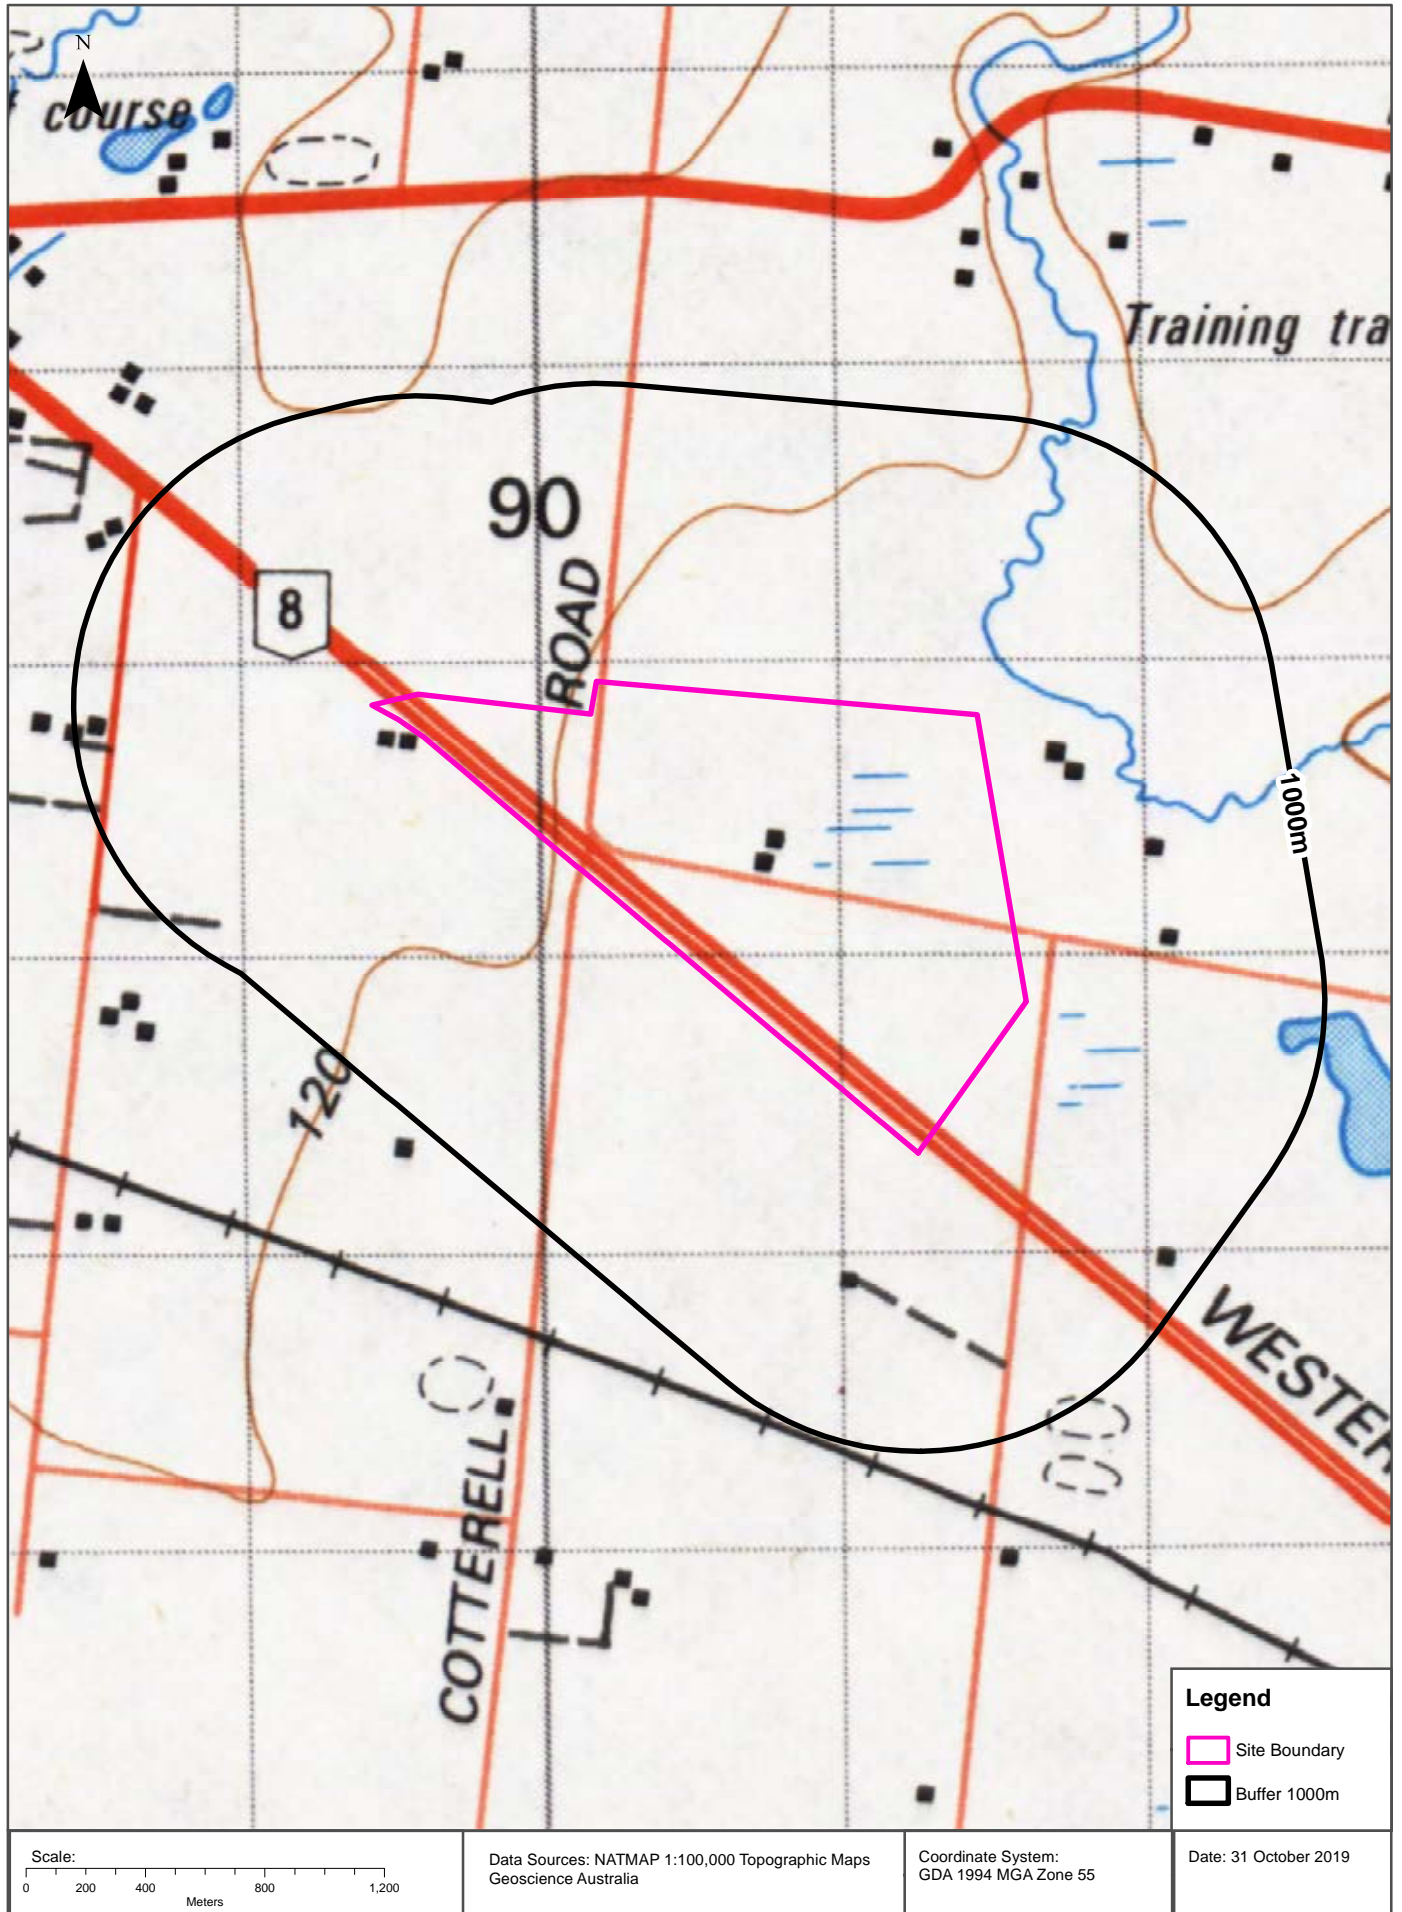 N
course
Training tra
90
ROAD
8
1000m
120
WESTER
COTTERELL
Legend
Site Boundary
Buffer 1000m
Scale:
0 200 400 800 1,200
Meters
Data Sources: NATMAP 1:100,000 Topographic Maps
Geoscience Australia
Coordinate System:
GDA 1994 MGA Zone 55
Date: 31 October 2019